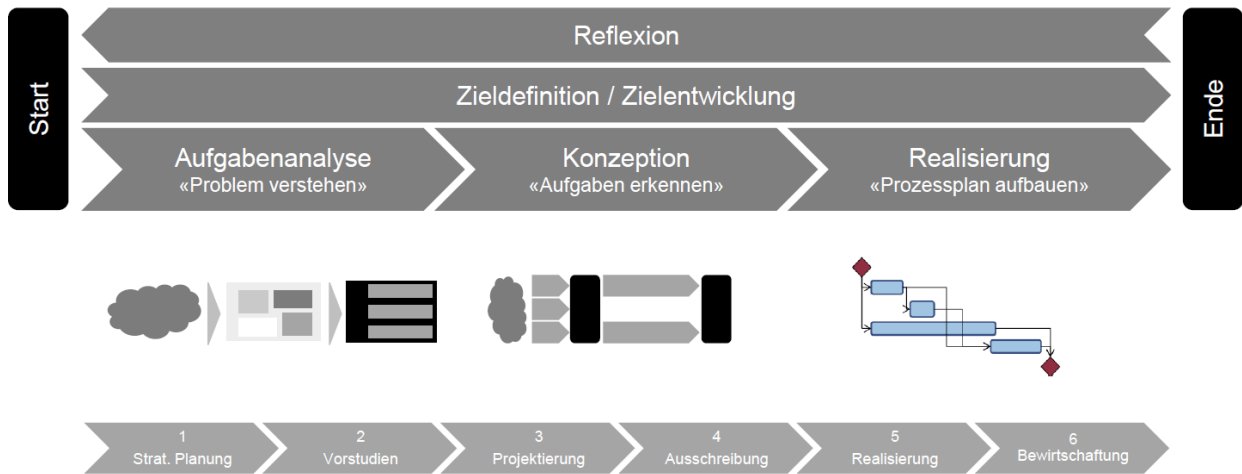 Start
Reflexion
Zieldefinition / Zielentwicklung
Aufgabenanalyse
«Problem verstehen»
Konzeption
«Aufgaben erkennen»
Realisierung
«Prozessplan aufbauen»
Ende
1
Strat. Planung
2
Vorstudien
3
Projektierung
4
Ausschreibung
5
Realisierung
6
Bewirtschaftung